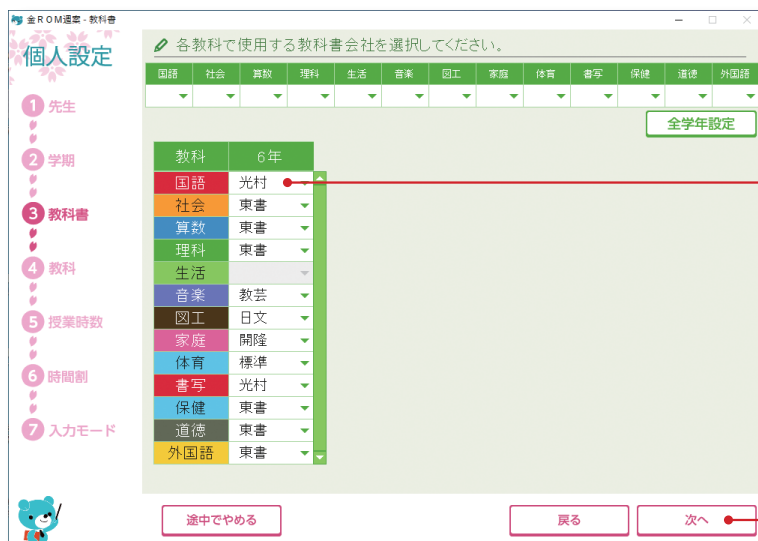 金ROM週案 - 教科書
個人設定
各教科で使用する教科書会社を選択してください。
国語 社会 算数 理科 生活 音楽 図工 家庭 体育 書写 保健 道徳 外国語
全学年設定
1 先生
2 学期
3 教科書
4 教科
5 授業時数
6 時間割
7 入力モード
教科 6年
国語 光村
社会 東書
算数 東書
理科 東書
生活
音楽 教芸
図工 日文
家庭 開隆
体育 標準
書写 光村
保健 東書
道徳 東書
外国語 東書
途中でやめる 戻る 次へ